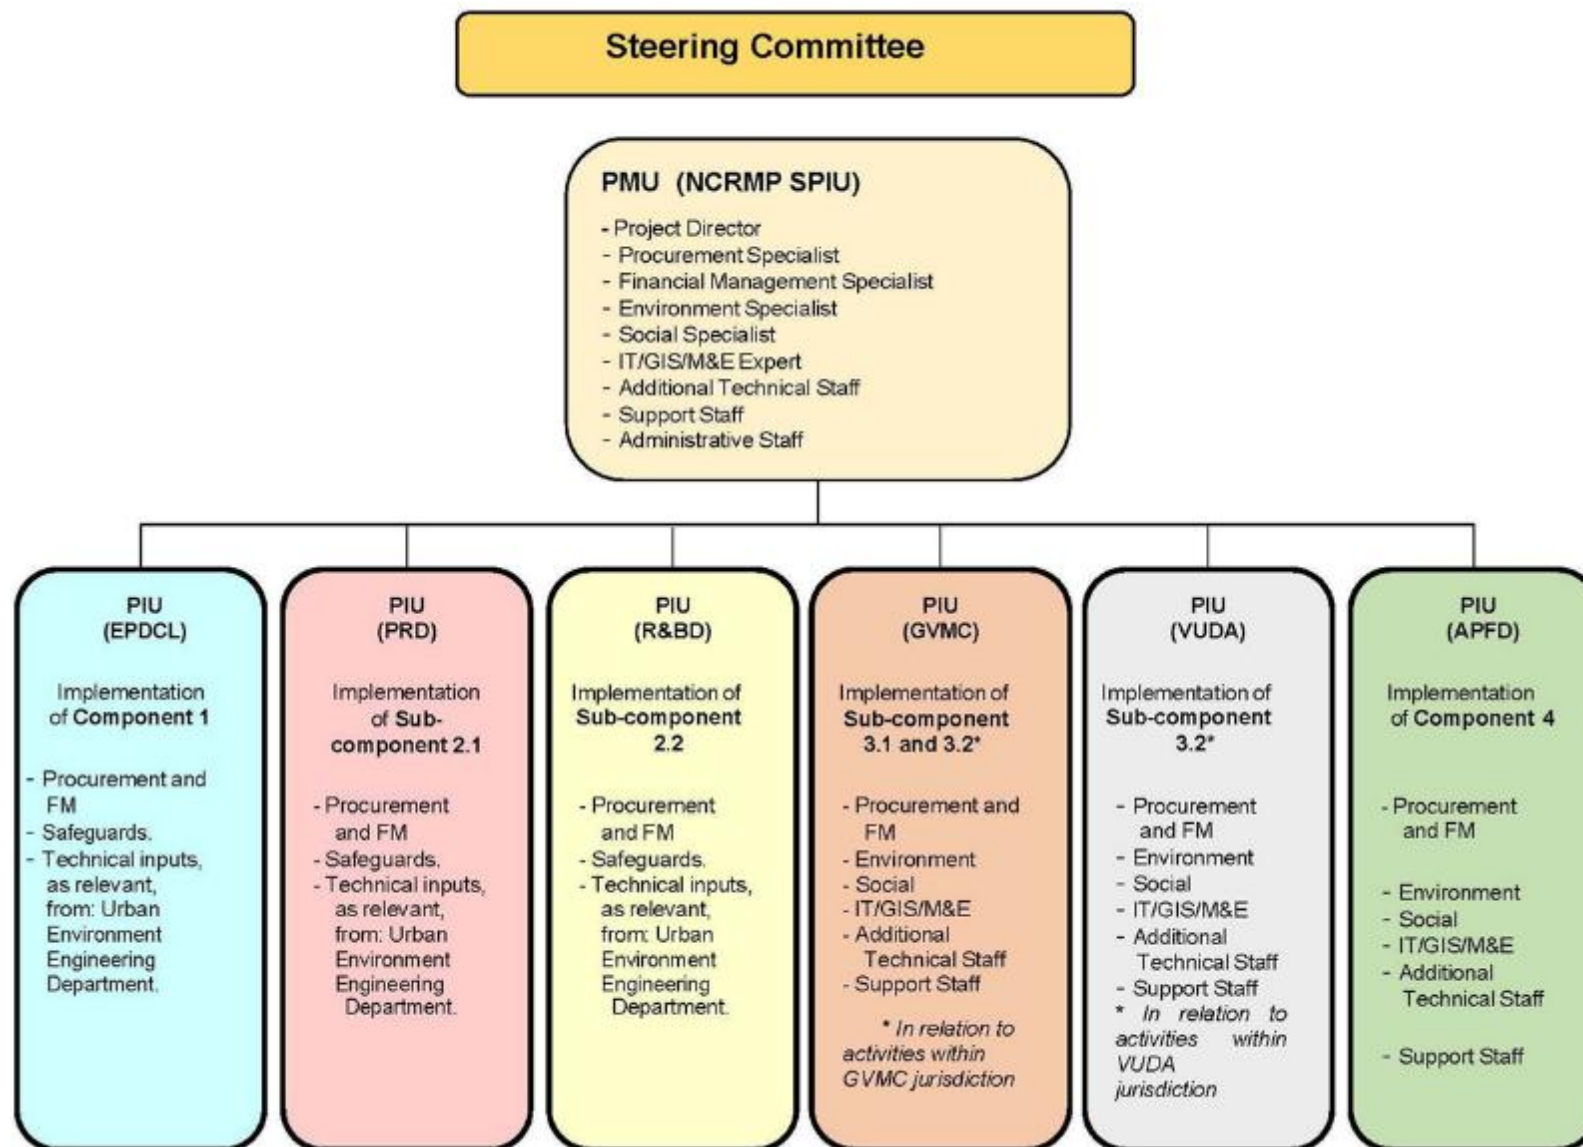 Steering Committee
PMU (NCRMP SPIU)
- Project Director
- Procurement Specialist
- Financial Management Specialist
- Environment Specialist
- Social Specialist
- IT/GIS/M&E Expert
- Additional Technical Staff
- Support Staff
- Administrative Staff
PIU
(EPDCL)
Implementation
of Component 1
- Procurement and
FM
- Safeguards.
- Technical inputs,
as relevant,
from: Urban
Environment
Engineering
Department.
PIU
(PRD)
Implementation
of Sub-
component 2.1
- Procurement
and FM
- Safeguards.
- Technical inputs,
as relevant,
from: Urban
Environment
Engineering
Department.
PIU
(R&BD)
Implementation of
Sub-component
2.2
- Procurement
and FM
- Safeguards.
- Technical inputs,
as relevant,
from: Urban
Environment
Engineering
Department.
PIU
(GVMC)
Implementation of
Sub-component
3.1 and 3.2*
- Procurement and
FM
- Environment
- Social
- IT/GIS/M&E
- Additional
Technical Staff
- Support Staff
* In relation to
activities within
GVMC jurisdiction
PIU
(VUDA)
Implementation of
Sub-component
3.2*
- Procurement
and FM
- Environment
- Social
- IT/GIS/M&E
- Additional
Technical Staff
- Support Staff
* In relation to
activities within
VUDA
jurisdiction
PIU
(APFD)
Implementation
of Component 4
- Procurement
and FM
- Environment
- Social
- IT/GIS/M&E
- Additional
Technical Staff
- Support Staff